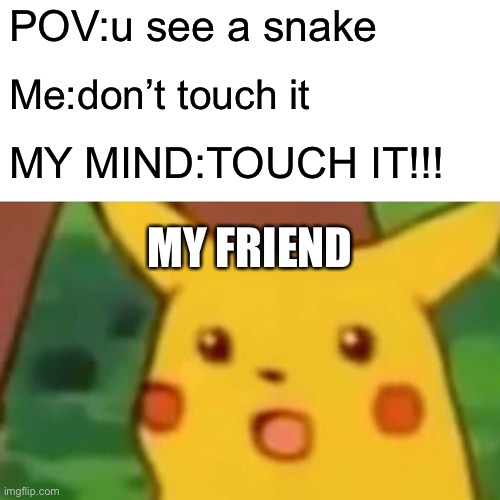 POV:u see a snake
Me:don’t touch it
MY MIND:TOUCH IT!!!
MY FRIEND
imgflip.com